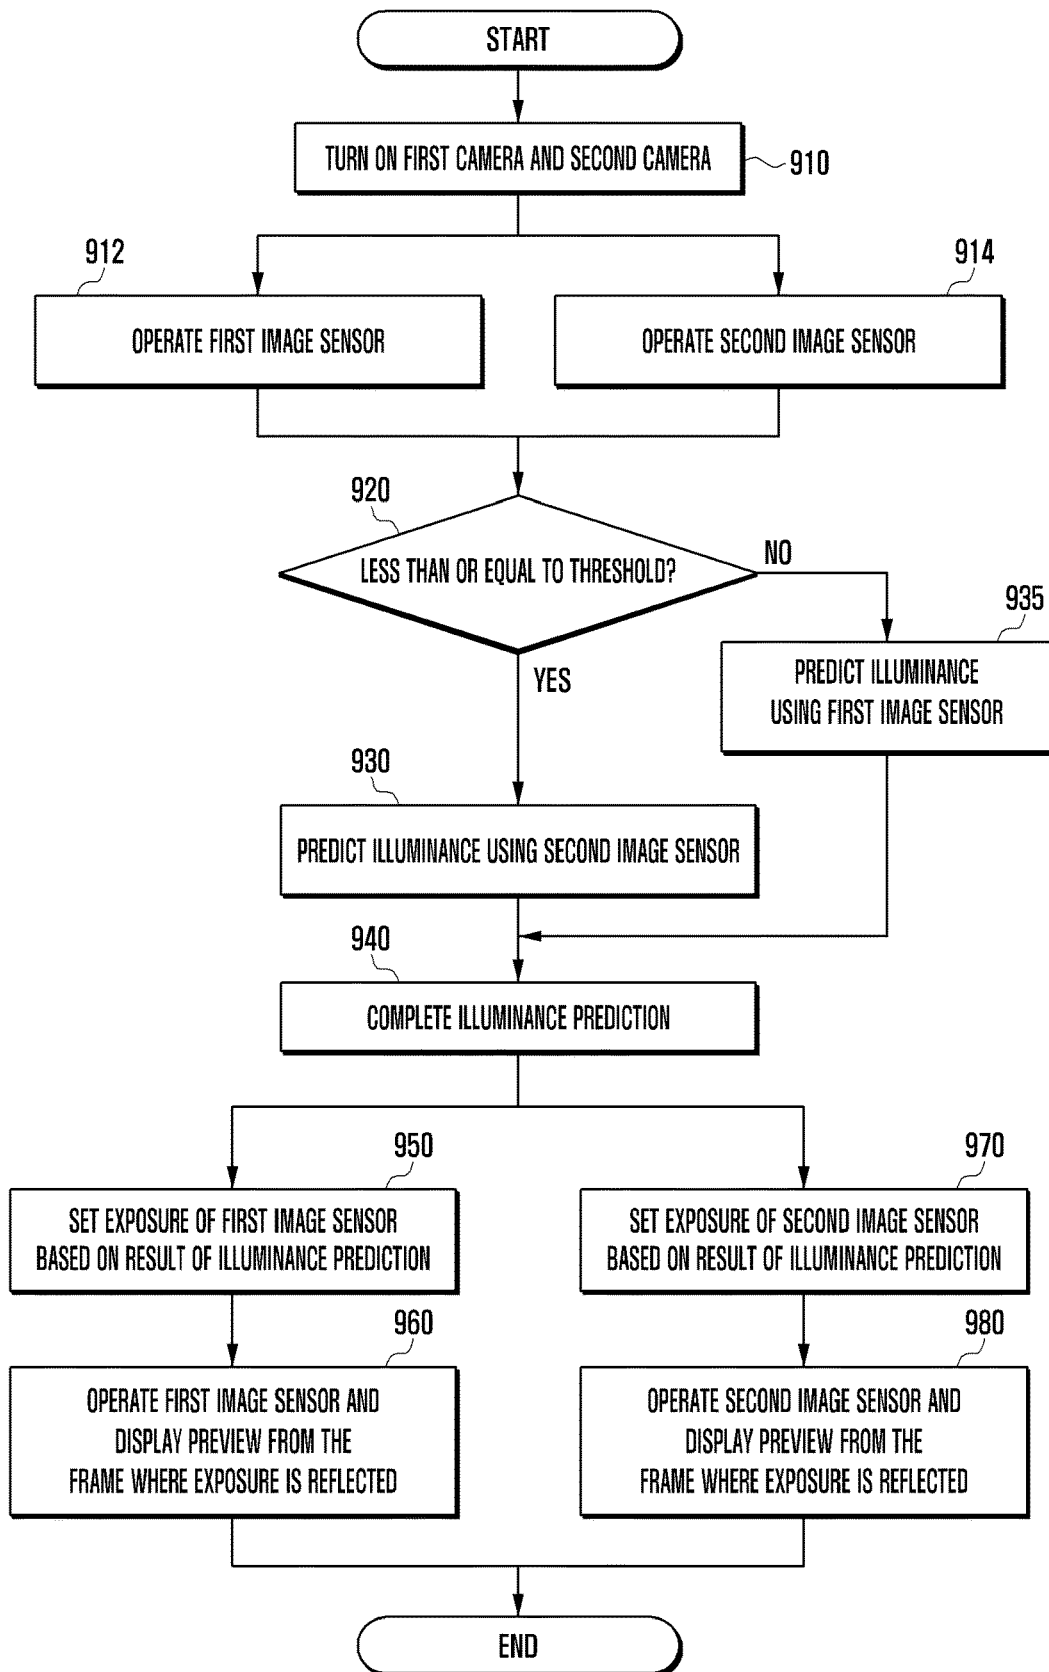 START
TURN ON FIRST CAMERA AND SECOND CAMERA
910
912
914
OPERATE FIRST IMAGE SENSOR
OPERATE SECOND IMAGE SENSOR
920
LESS THAN OR EQUAL TO THRESHOLD?
NO
935
YES
PREDICT ILLUMINANCE
USING FIRST IMAGE SENSOR
930
PREDICT ILLUMINANCE USING SECOND IMAGE SENSOR
940
COMPLETE ILLUMINANCE PREDICTION
950
970
SET EXPOSURE OF FIRST IMAGE SENSOR
BASED ON RESULT OF ILLUMINANCE PREDICTION
SET EXPOSURE OF SECOND IMAGE SENSOR
BASED ON RESULT OF ILLUMINANCE PREDICTION
960
980
OPERATE FIRST IMAGE SENSOR AND
DISPLAY PREVIEW FROM THE
FRAME WHERE EXPOSURE IS REFLECTED
OPERATE SECOND IMAGE SENSOR AND
DISPLAY PREVIEW FROM THE
FRAME WHERE EXPOSURE IS REFLECTED
END